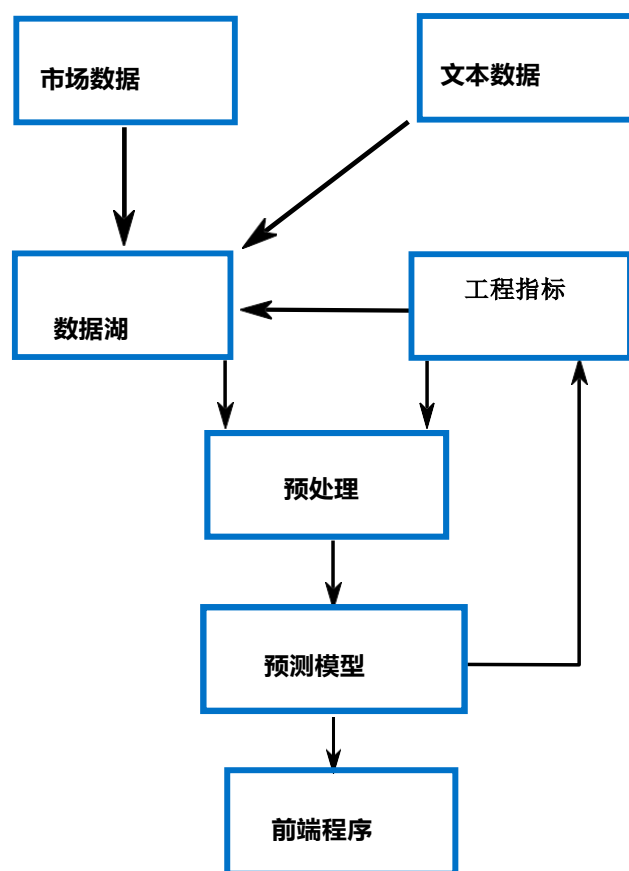 市场数据
文本数据
数据湖
工程指标
预处理
预测模型
前端程序